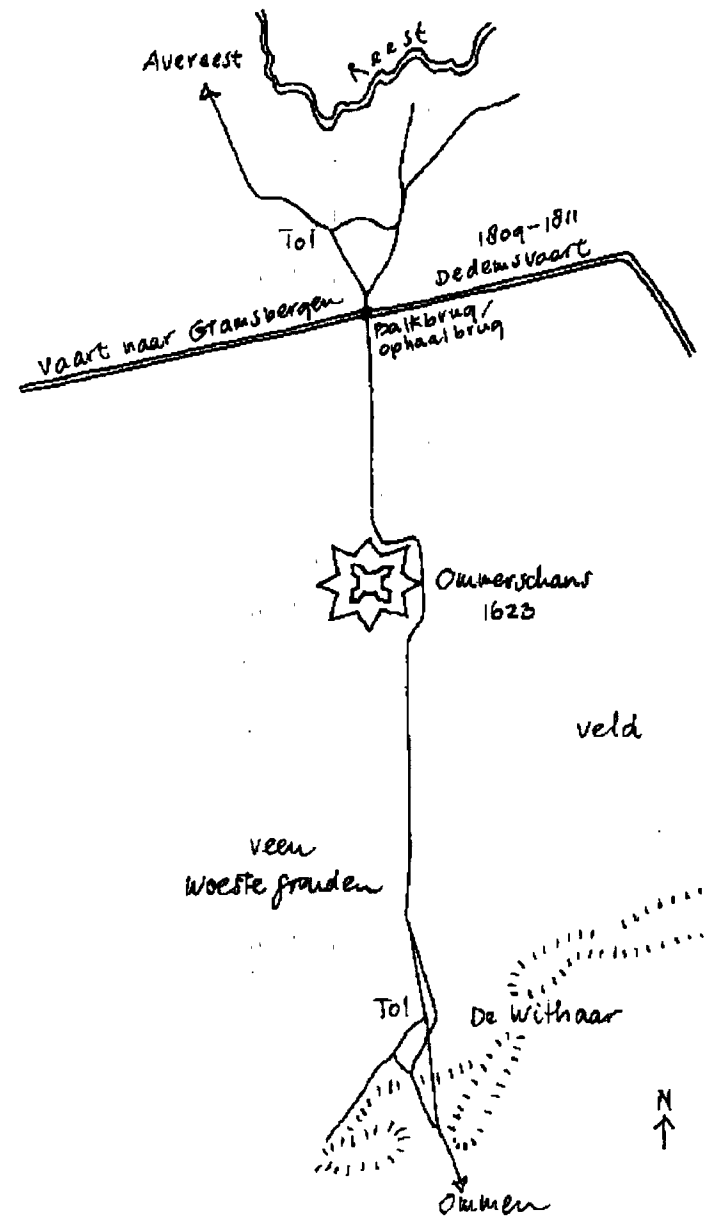 Avereest
Reest
Tol
1809-1811
Dedemsvaart
Vaart naar Gramsbergen
Balkbrug/
ophaalbrug
Ommerschans
1623
veld
veen
woeste gronden
Tol
De Withaar
N
Ommen